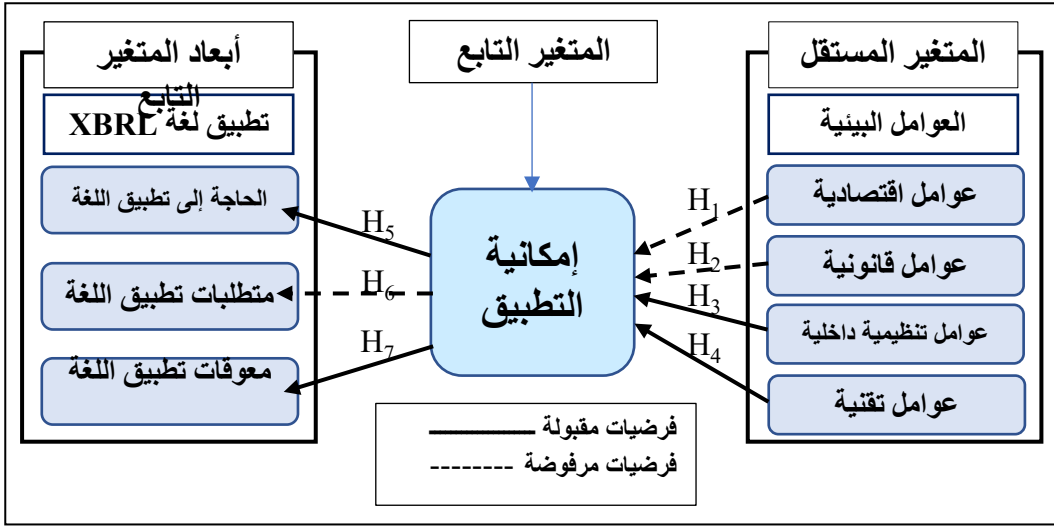 المتغير المستقل
العوامل البيئية
عوامل اقتصادية
عوامل قانونية
عوامل تنظيمية داخلية
عوامل تقنية
H1
H2
H3
H4
المتغير التابع
إمكانية
التطبيق
H5
H6
H7
أبعاد المتغير
التابع
تطبيق لغة XBRL
الحاجة إلى تطبيق اللغة
متطلبات تطبيق اللغة
معوقات تطبيق اللغة
فرضيات مقبولة
فرضيات مرفوضة --------